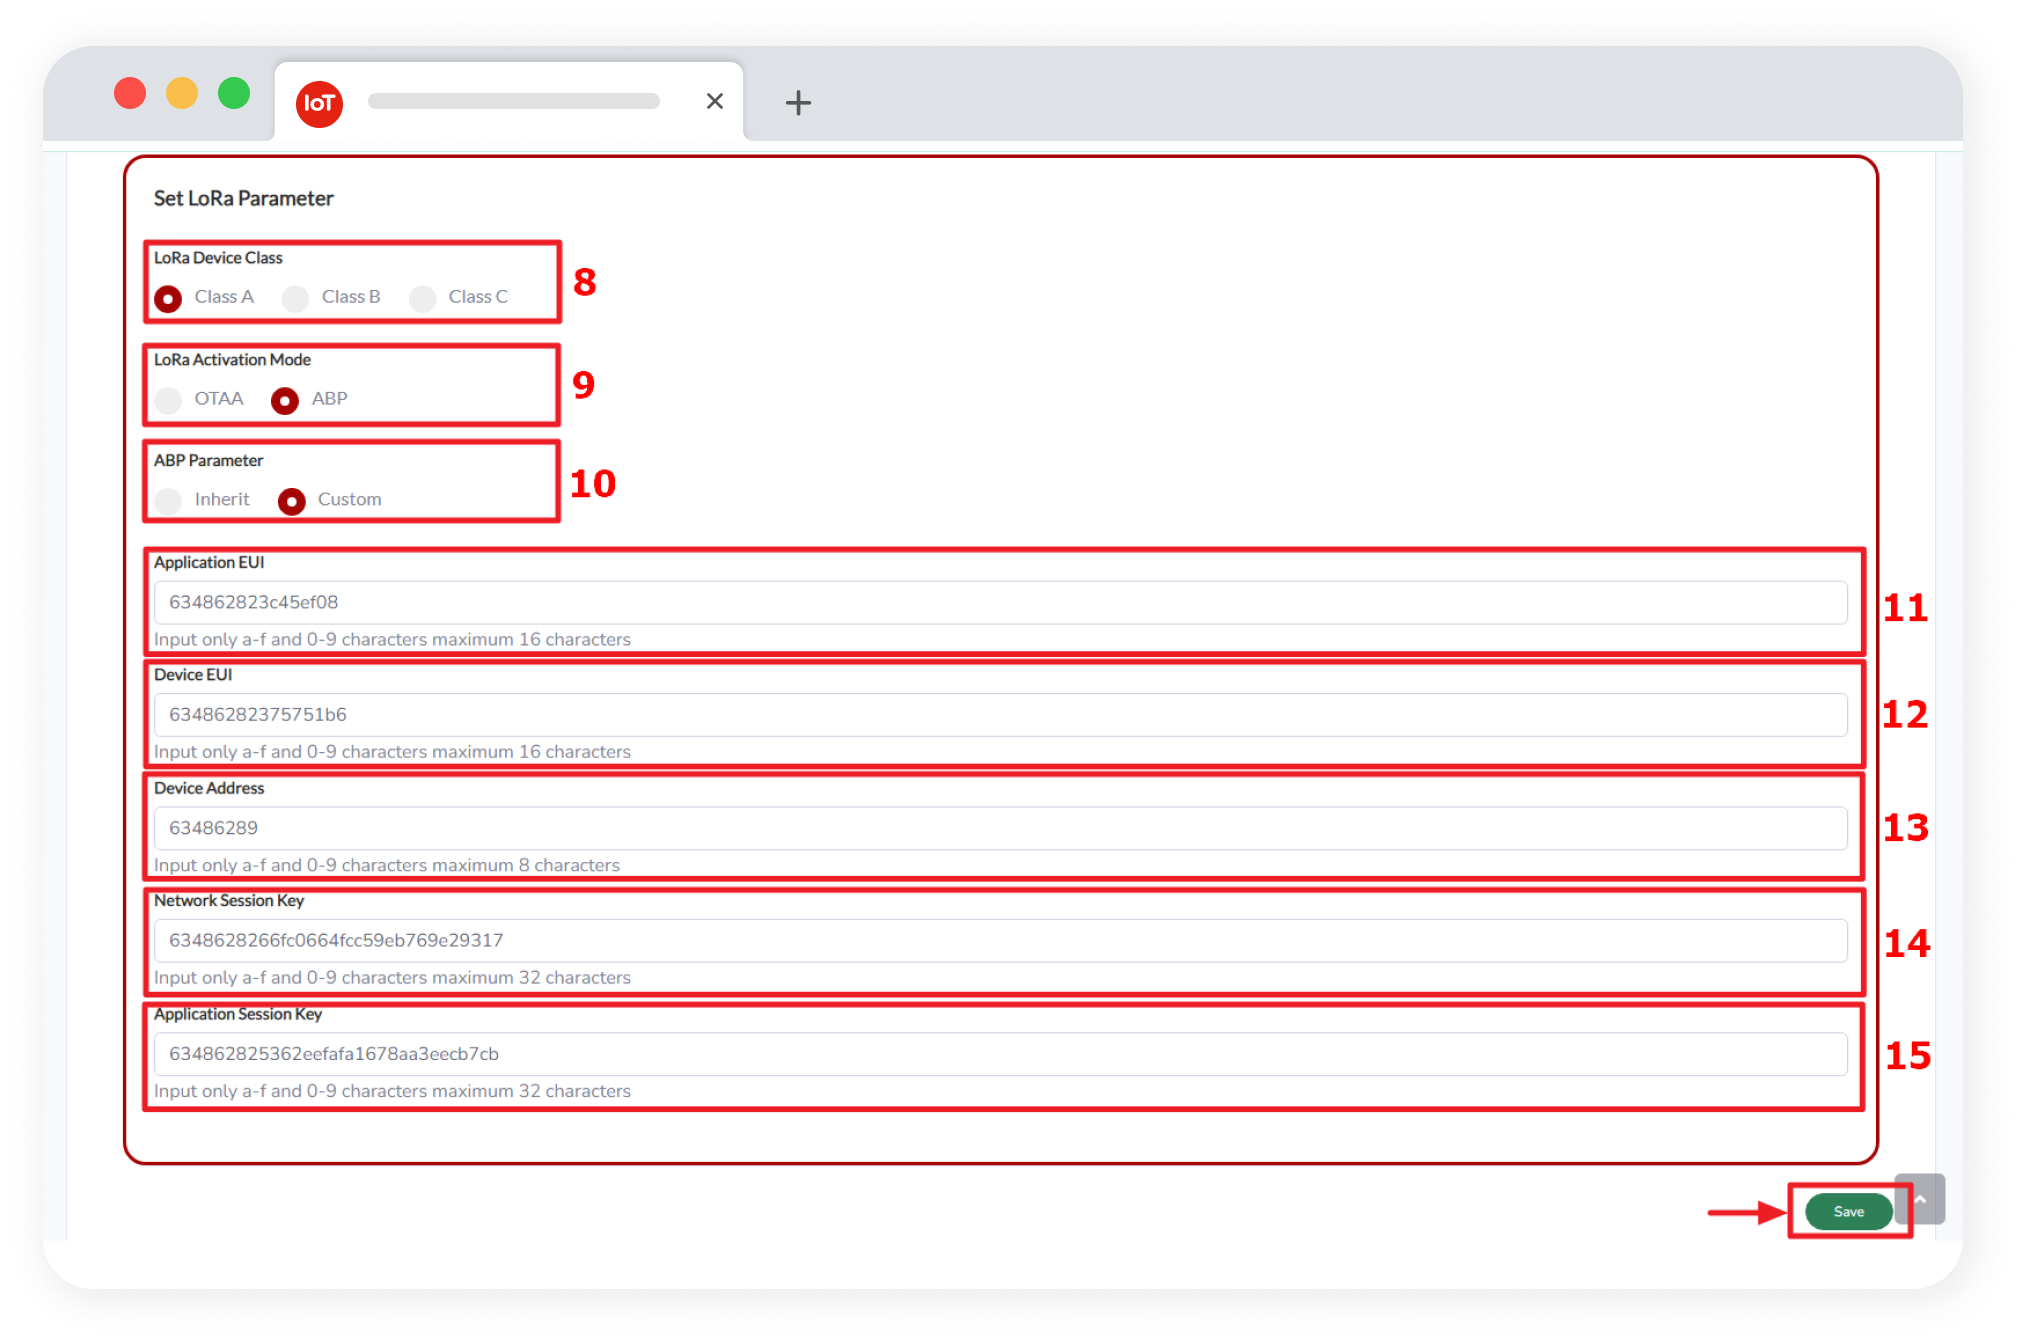 IoT
Set LoRa Parameter
LoRa Device Class
Class A Class B Class C
8
LoRa Activation Mode
OTAA ABP
9
ABP Parameter
Inherit Custom
10
Application EUI
634862823c45ef08
Input only a-f and 0-9 characters maximum 16 characters
11
Device EUI
63486282375751b6
Input only a-f and 0-9 characters maximum 16 characters
12
Device Address
63486289
Input only a-f and 0-9 characters maximum 8 characters
13
Network Session Key
6348628266fc0664fcc59eb769e29317
Input only a-f and 0-9 characters maximum 32 characters
14
Application Session Key
634862825362eefafa1678aa3eecb7cb
Input only a-f and 0-9 characters maximum 32 characters
15
Save